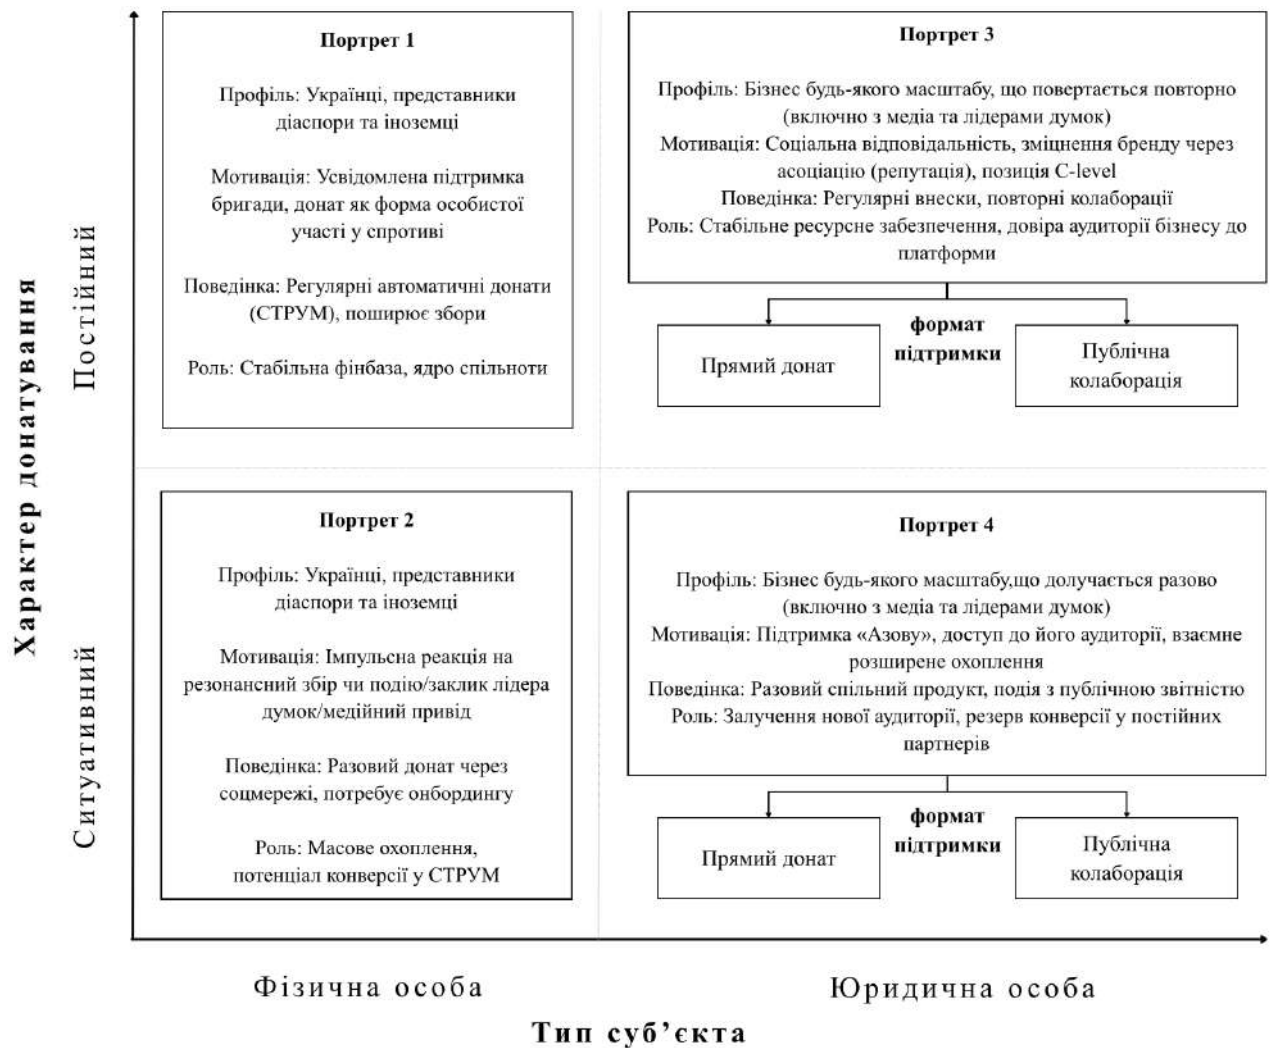 Характер донатування
Постійний
Ситуативний
Портрет 1
Профіль: Українці, представники
діаспори та іноземці
Мотивація: Усвідомлена підтримка
бригади, донат як форма особистої
участі у спротиві
Поведінка: Регулярні автоматичні донати
(СТРУМ), поширює збори
Роль: Стабільна фінбаза, ядро спільноти
Портрет 3
Профіль: Бізнес будь-якого масштабу, що повертається повторно
(включно з медіа та лідерами думок)
Мотивація: Соціальна відповідальність, зміцнення бренду через
асоціацію (репутація), позиція C-level
Поведінка: Регулярні внески, повторні колаборації
Роль: Стабільне ресурсне забезпечення, довіра аудиторії бізнесу до
платформи
формат
підтримки
Прямий донат
Публічна
колаборація
Портрет 2
Профіль: Українці, представники
діаспори та іноземці
Мотивація: Імпульсна реакція на
резонансний збір чи подію/заклик лідера
думок/медійний привід
Поведінка: Разовий донат через
соцмережі, потребує онбордингу
Роль: Масове охоплення,
потенціал конверсії у СТРУМ
Портрет 4
Профіль: Бізнес будь-якого масштабу,що долучається разово
(включно з медіа та лідерами думок)
Мотивація: Підтримка «Азову», доступ до його аудиторії, взаємне
розширене охоплення
Поведінка: Разовий спільний продукт, подія з публічною звітністю
Роль: Залучення нової аудиторії, резерв конверсії у постійних
партнерів
формат
підтримки
Прямий донат
Публічна
колаборація
Фізична особа
Юридична особа
Тип суб’єкта